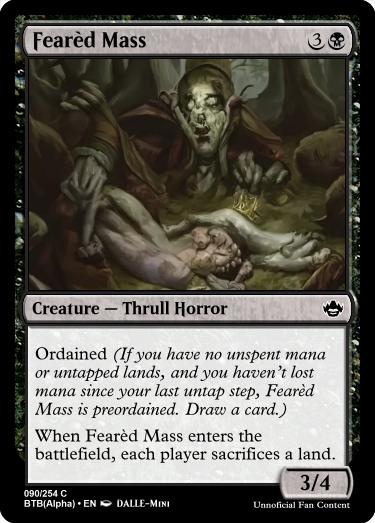 Fearèd Mass 3
Creature — Thrull Horror
Ordained (If you have no unspent mana
or untapped lands, and you haven't lost
mana since your last untap step, Fearèd
Mass is preordained. Draw a card.)
When Fearèd Mass enters the
battlefield, each player sacrifices a land.
3/4
090/254 C
BTB(Alpha) • EN DALLE-Mini
Unnoficial Fan Content